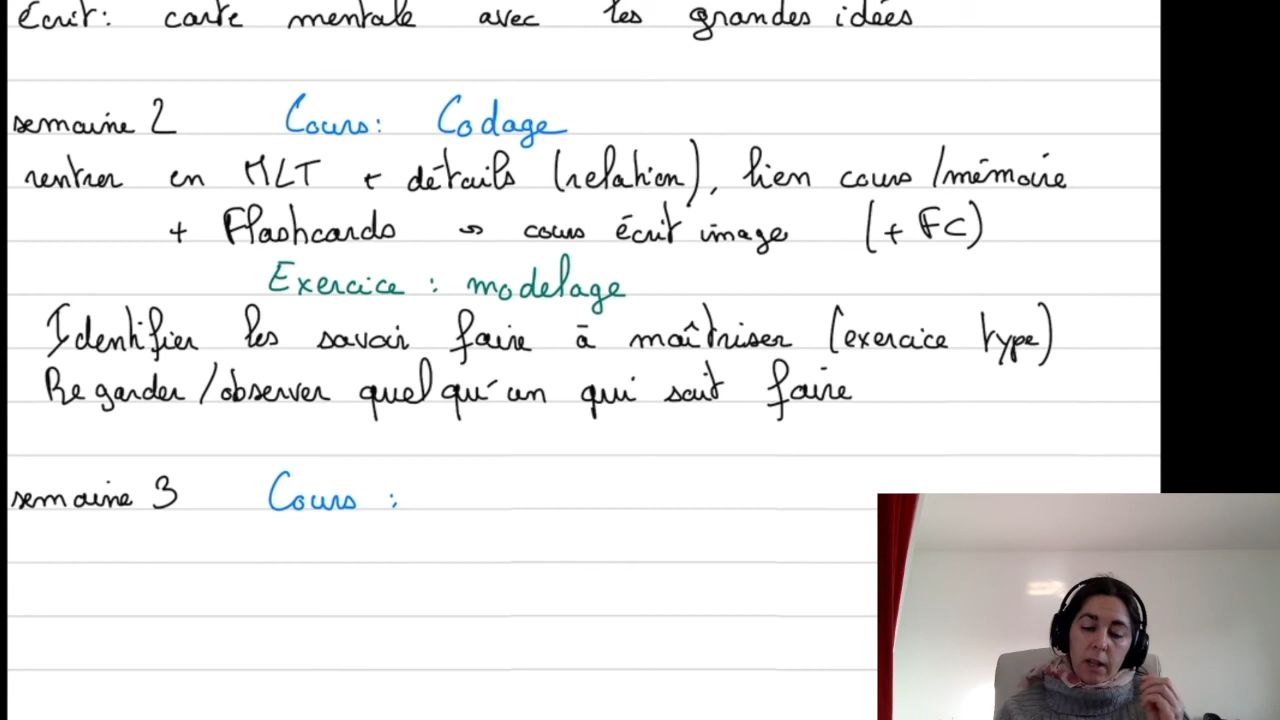 Écrit: carte mentale avec les grandes idées
semaine 2 Cours: Codage
rentrer en MLT + détails (relation), lien cours /mémoire
+ Flashcards ~ cours écrit image (+ FC)
Exercice : modelage
Identifier les savoir faire à maîtriser (exercice type)
Regarder /observer quelqu'un qui sait faire
semaine 3 Cours :